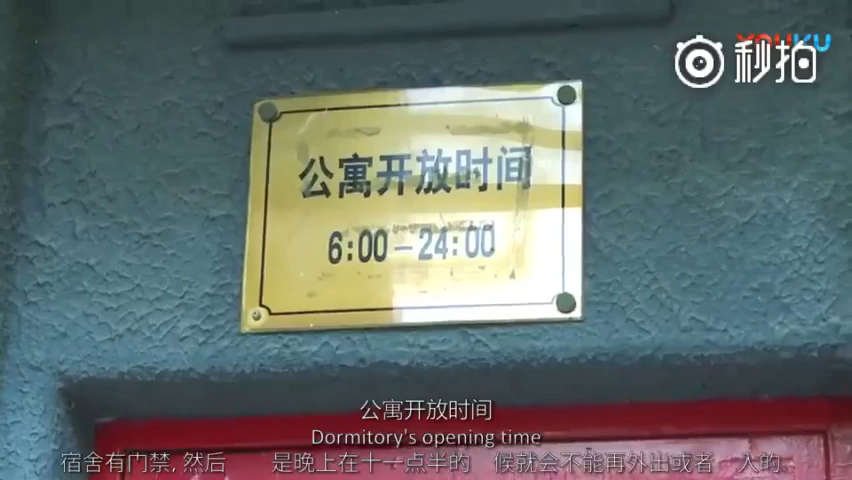 YOUKU
秒拍
公寓开放时间
6:00-24:00
公寓开放时间
Dormitory's opening time
宿舍有门禁, 然后 是晚上在十一点半的 候就会不能再外出或者 入的。